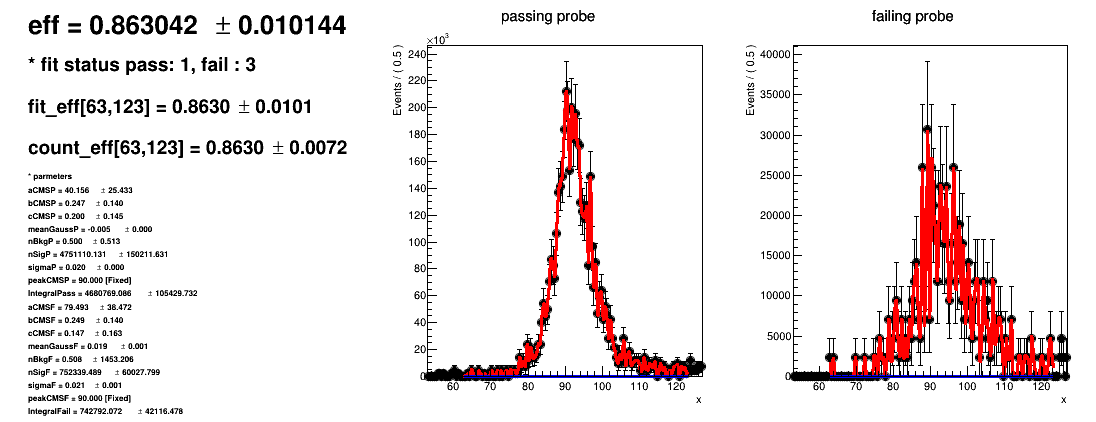 eff = 0.863042 ± 0.010144
* fit status pass: 1, fail : 3
fit_eff[63,123] = 0.8630 ± 0.0101
count_eff[63,123] = 0.8630 ± 0.0072
* parmeters
aCMSP = 40.156 ± 25.433
bCMSP = 0.247 ± 0.140
cCMSP = 0.200 ± 0.145
meanGaussP = -0.005 ± 0.000
nBkgP = 0.500 ± 0.513
nSigP = 4751110.131 ± 150211.631
sigmaP = 0.020 ± 0.000
peakCMSP = 90.000 [Fixed]
IntegralPass = 4680769.086 ± 105429.732
aCMSF = 79.493 ± 38.472
bCMSF = 0.249 ± 0.140
cCMSF = 0.147 ± 0.163
meanGaussF = 0.019 ± 0.001
nBkgF = 0.508 ± 1453.206
nSigF = 752339.489 ± 60027.799
sigmaF = 0.021 ± 0.001
peakCMSF = 90.000 [Fixed]
IntegralFail = 742792.072 ± 42116.478
passing probe
×10³
Events / ( 0.5 )
240
220
200
180
160
140
120
100
80
60
40
20
0
60 70 80 90 100 110 120
x
failing probe
Events / ( 0.5 )
40000
35000
30000
25000
20000
15000
10000
5000
0
60 70 80 90 100 110 120
x